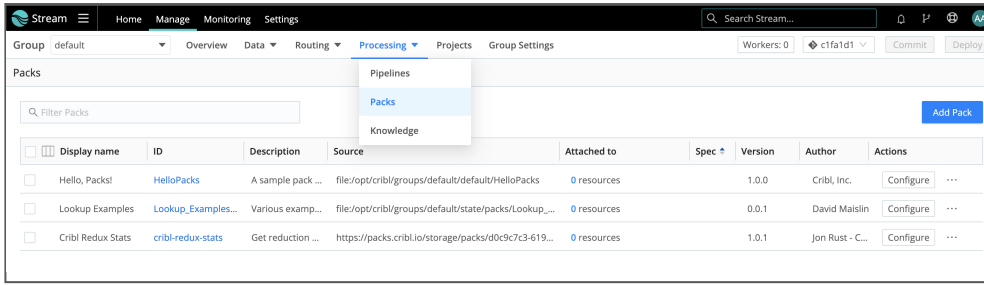 Stream Home Manage Monitoring Settings Search Stream... AA
Group default Overview Data Routing Processing Projects Group Settings Workers: 0 c1fa1d1 Commit Deploy
Packs
Pipelines
Packs
Knowledge
Filter Packs
Add Pack
Display name ID Description Source Attached to Spec Version Author Actions
Hello, Packs! HelloPacks A sample pack ... file:/opt/cribl/groups/default/default/HelloPacks 0 resources 1.0.0 Cribl, Inc. Configure ...
Lookup Examples Lookup_Examples... Various examp... file:/opt/cribl/groups/default/state/packs/Lookup_... 0 resources 0.0.1 David Maislin Configure ...
Cribl Redux Stats cribl-redux-stats Get reduction ... https://packs.cribl.io/storage/packs/d0c9c7c3-619... 0 resources 1.0.1 Jon Rust - C... Configure ...